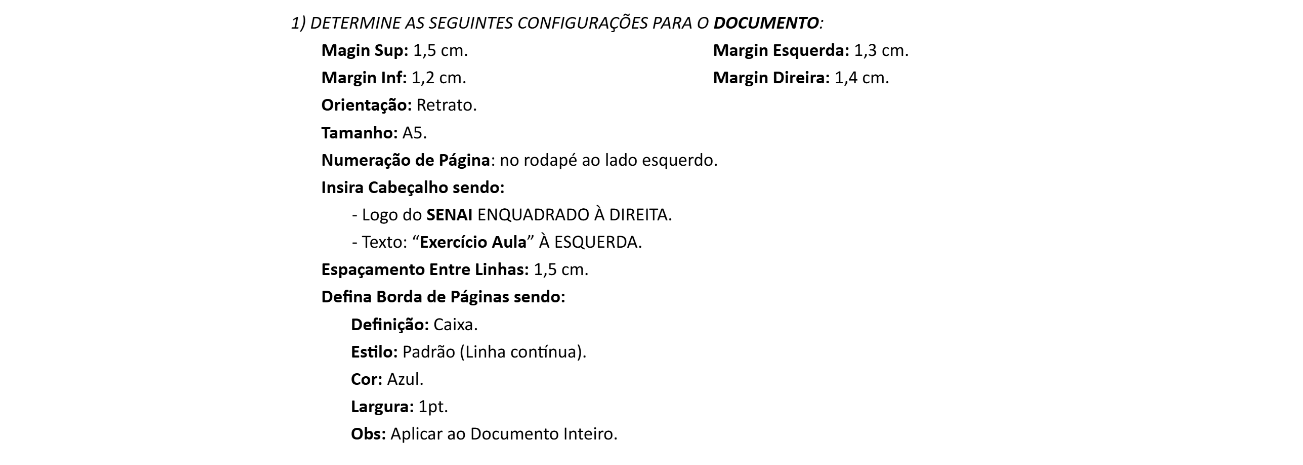 1) DETERMINE AS SEGUINTES CONFIGURAÇÕES PARA O DOCUMENTO:
Magin Sup: 1,5 cm. Margin Esquerda: 1,3 cm.
Margin Inf: 1,2 cm. Margin Direira: 1,4 cm.
Orientação: Retrato.
Tamanho: A5.
Numeração de Página: no rodapé ao lado esquerdo.
Insira Cabeçalho sendo:
- Logo do SENAI ENQUADRADO À DIREITA.
- Texto: “Exercício Aula” À ESQUERDA.
Espaçamento Entre Linhas: 1,5 cm.
Defina Borda de Páginas sendo:
Definição: Caixa.
Estilo: Padrão (Linha contínua).
Cor: Azul.
Largura: 1pt.
Obs: Aplicar ao Documento Inteiro.